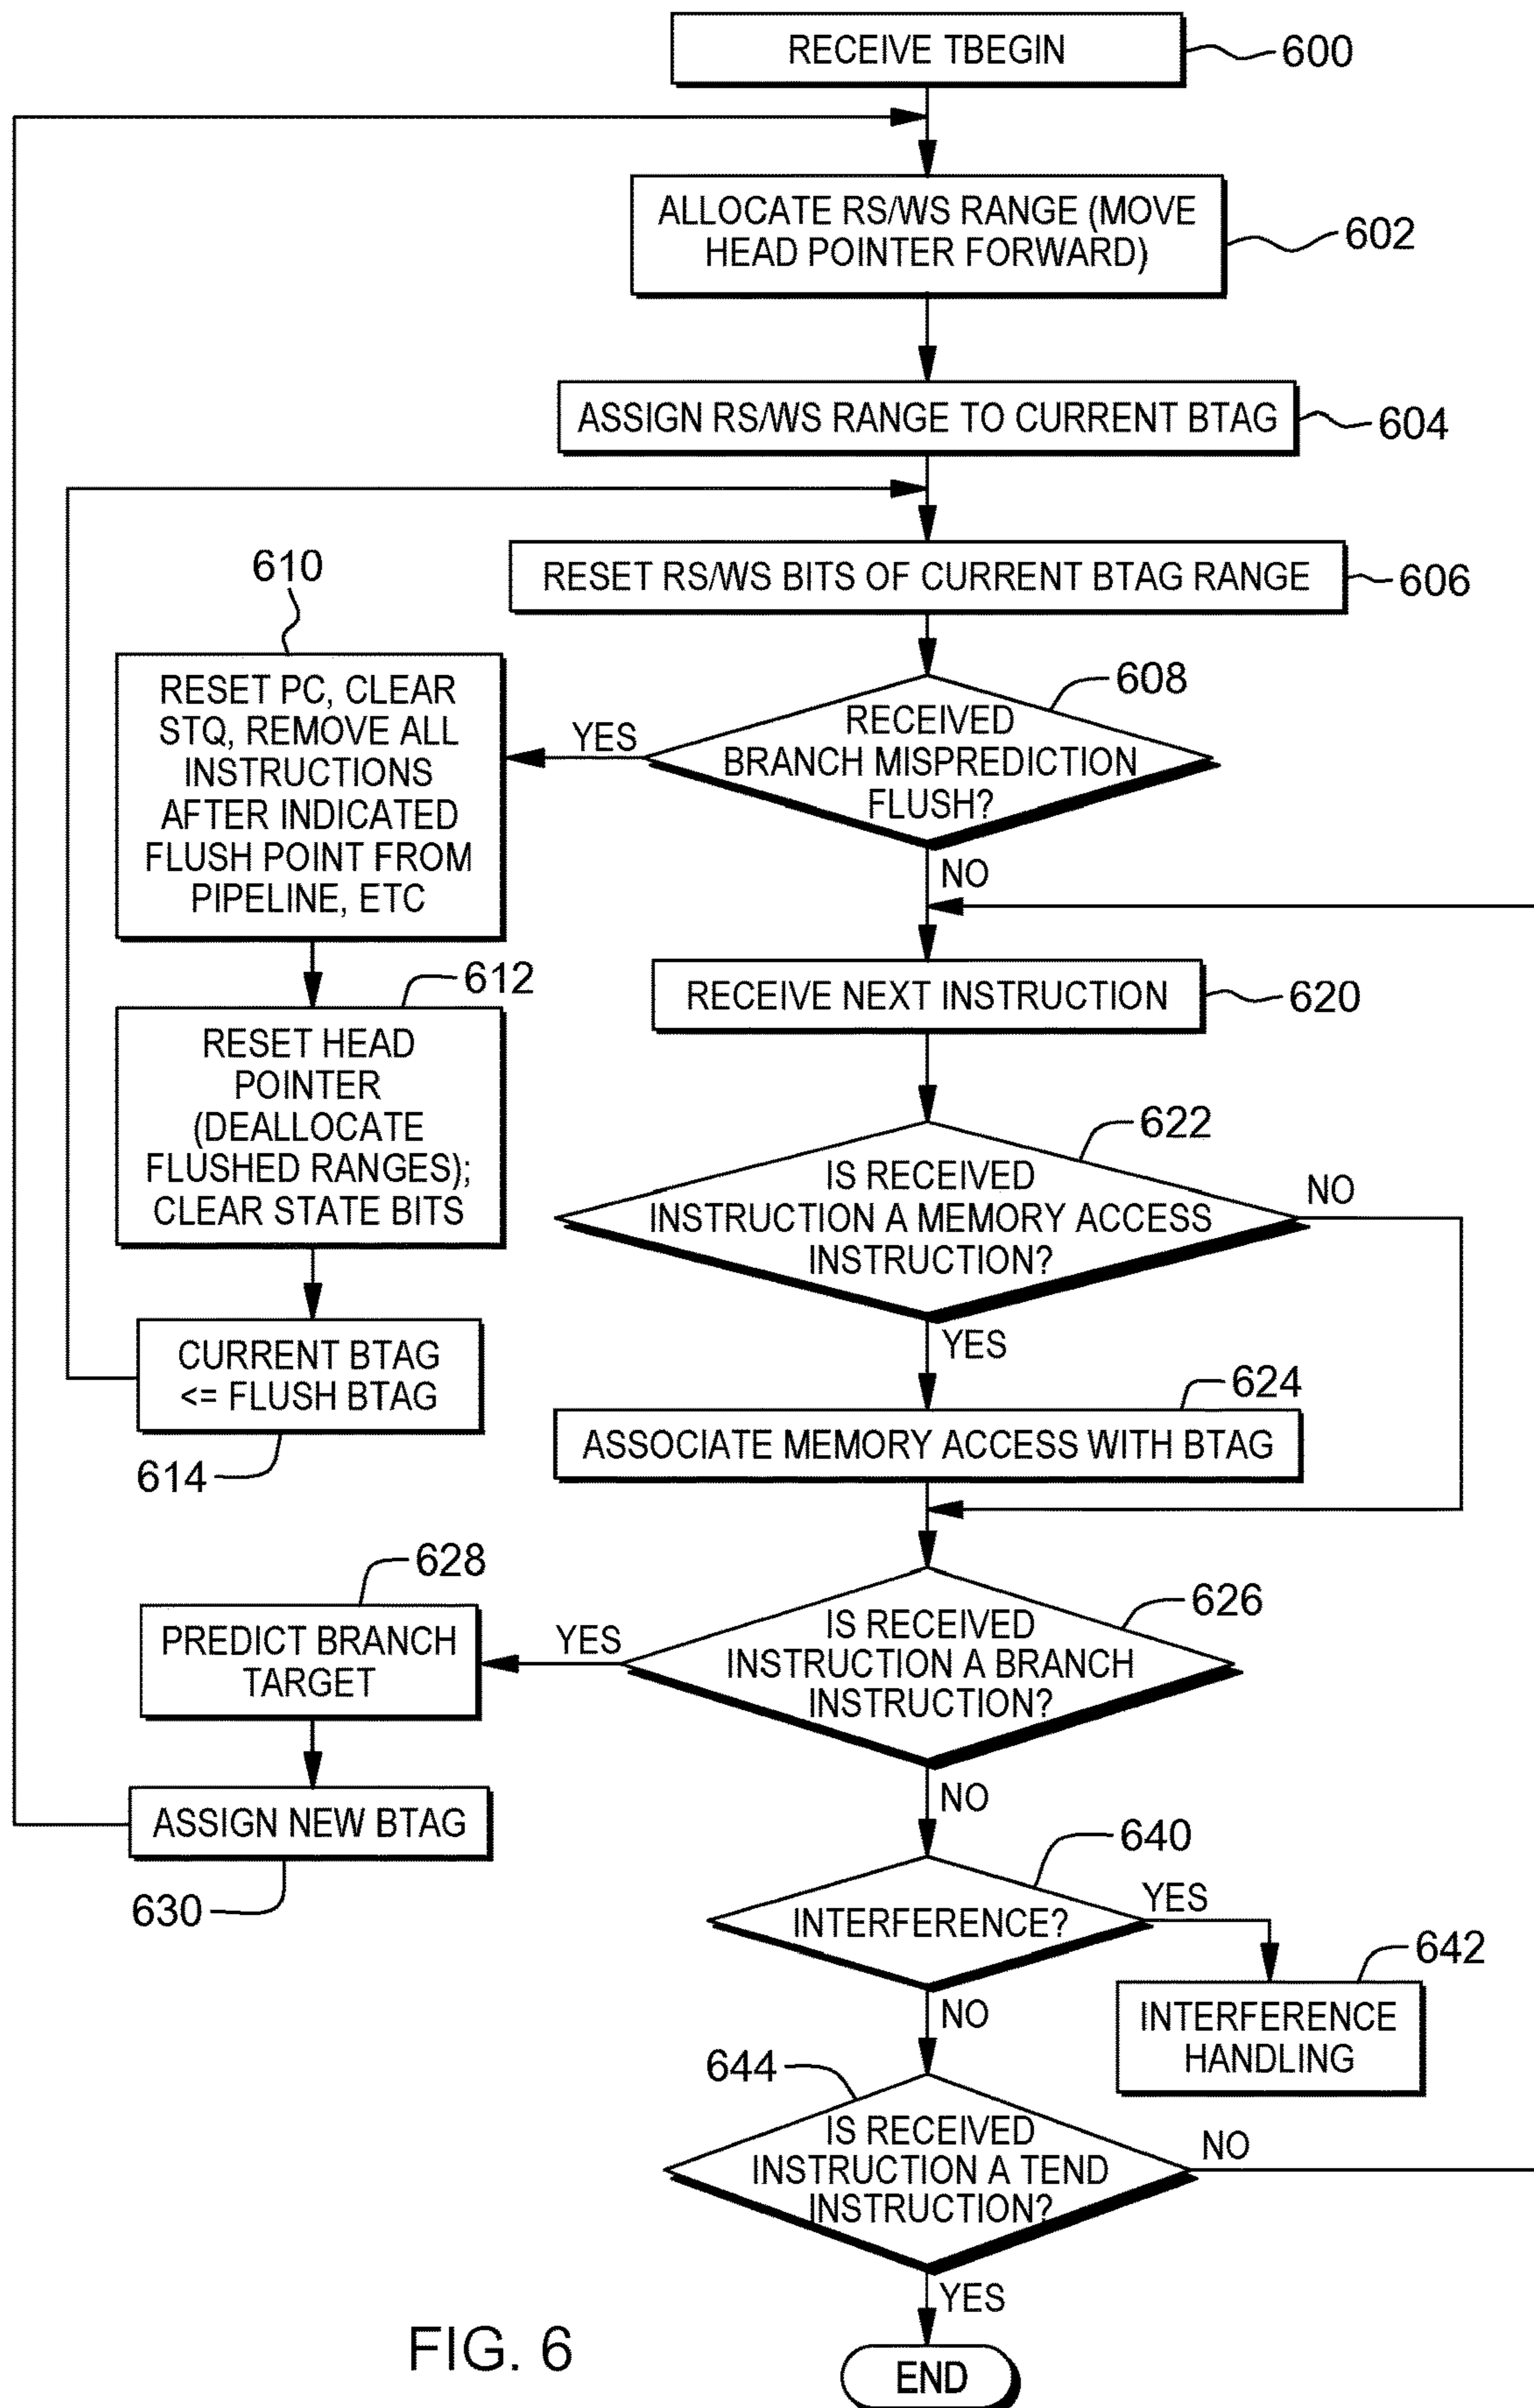 RECEIVE TBEGIN
600
ALLOCATE RS/WS RANGE (MOVE
HEAD POINTER FORWARD)
602
ASSIGN RS/WS RANGE TO CURRENT BTAG
604
RESET RS/WS BITS OF CURRENT BTAG RANGE
606
610
RESET PC, CLEAR
STQ, REMOVE ALL
INSTRUCTIONS
AFTER INDICATED
FLUSH POINT FROM
PIPELINE, ETC
YES
RECEIVED
BRANCH MISPREDICTION
FLUSH?
608
NO
612
RESET HEAD
POINTER
(DEALLOCATE
FLUSHED RANGES);
CLEAR STATE BITS
RECEIVE NEXT INSTRUCTION
620
IS RECEIVED
INSTRUCTION A MEMORY ACCESS
INSTRUCTION?
622
NO
YES
CURRENT BTAG
<= FLUSH BTAG
614
ASSOCIATE MEMORY ACCESS WITH BTAG
624
628
PREDICT BRANCH
TARGET
YES
IS RECEIVED
INSTRUCTION A BRANCH
INSTRUCTION?
626
NO
ASSIGN NEW BTAG
630
INTERFERENCE?
640
YES
642
INTERFERENCE
HANDLING
NO
644
IS RECEIVED
INSTRUCTION A TEND
INSTRUCTION?
NO
YES
END
FIG. 6